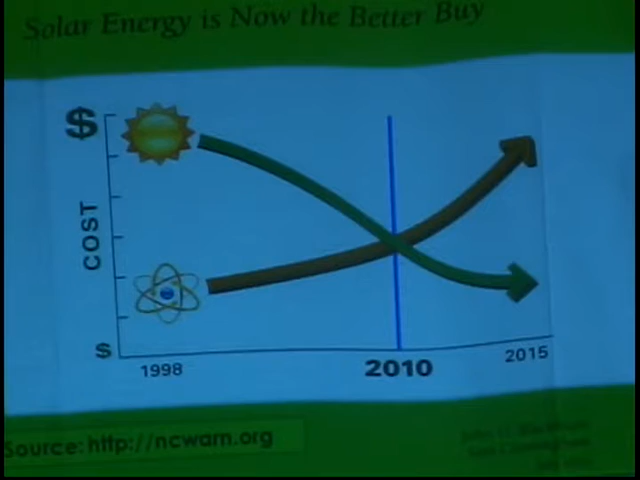 Solar Energy is Now the Better Buy
$
COST
$
1998
2010
2015
Source: http://ncwarn.org